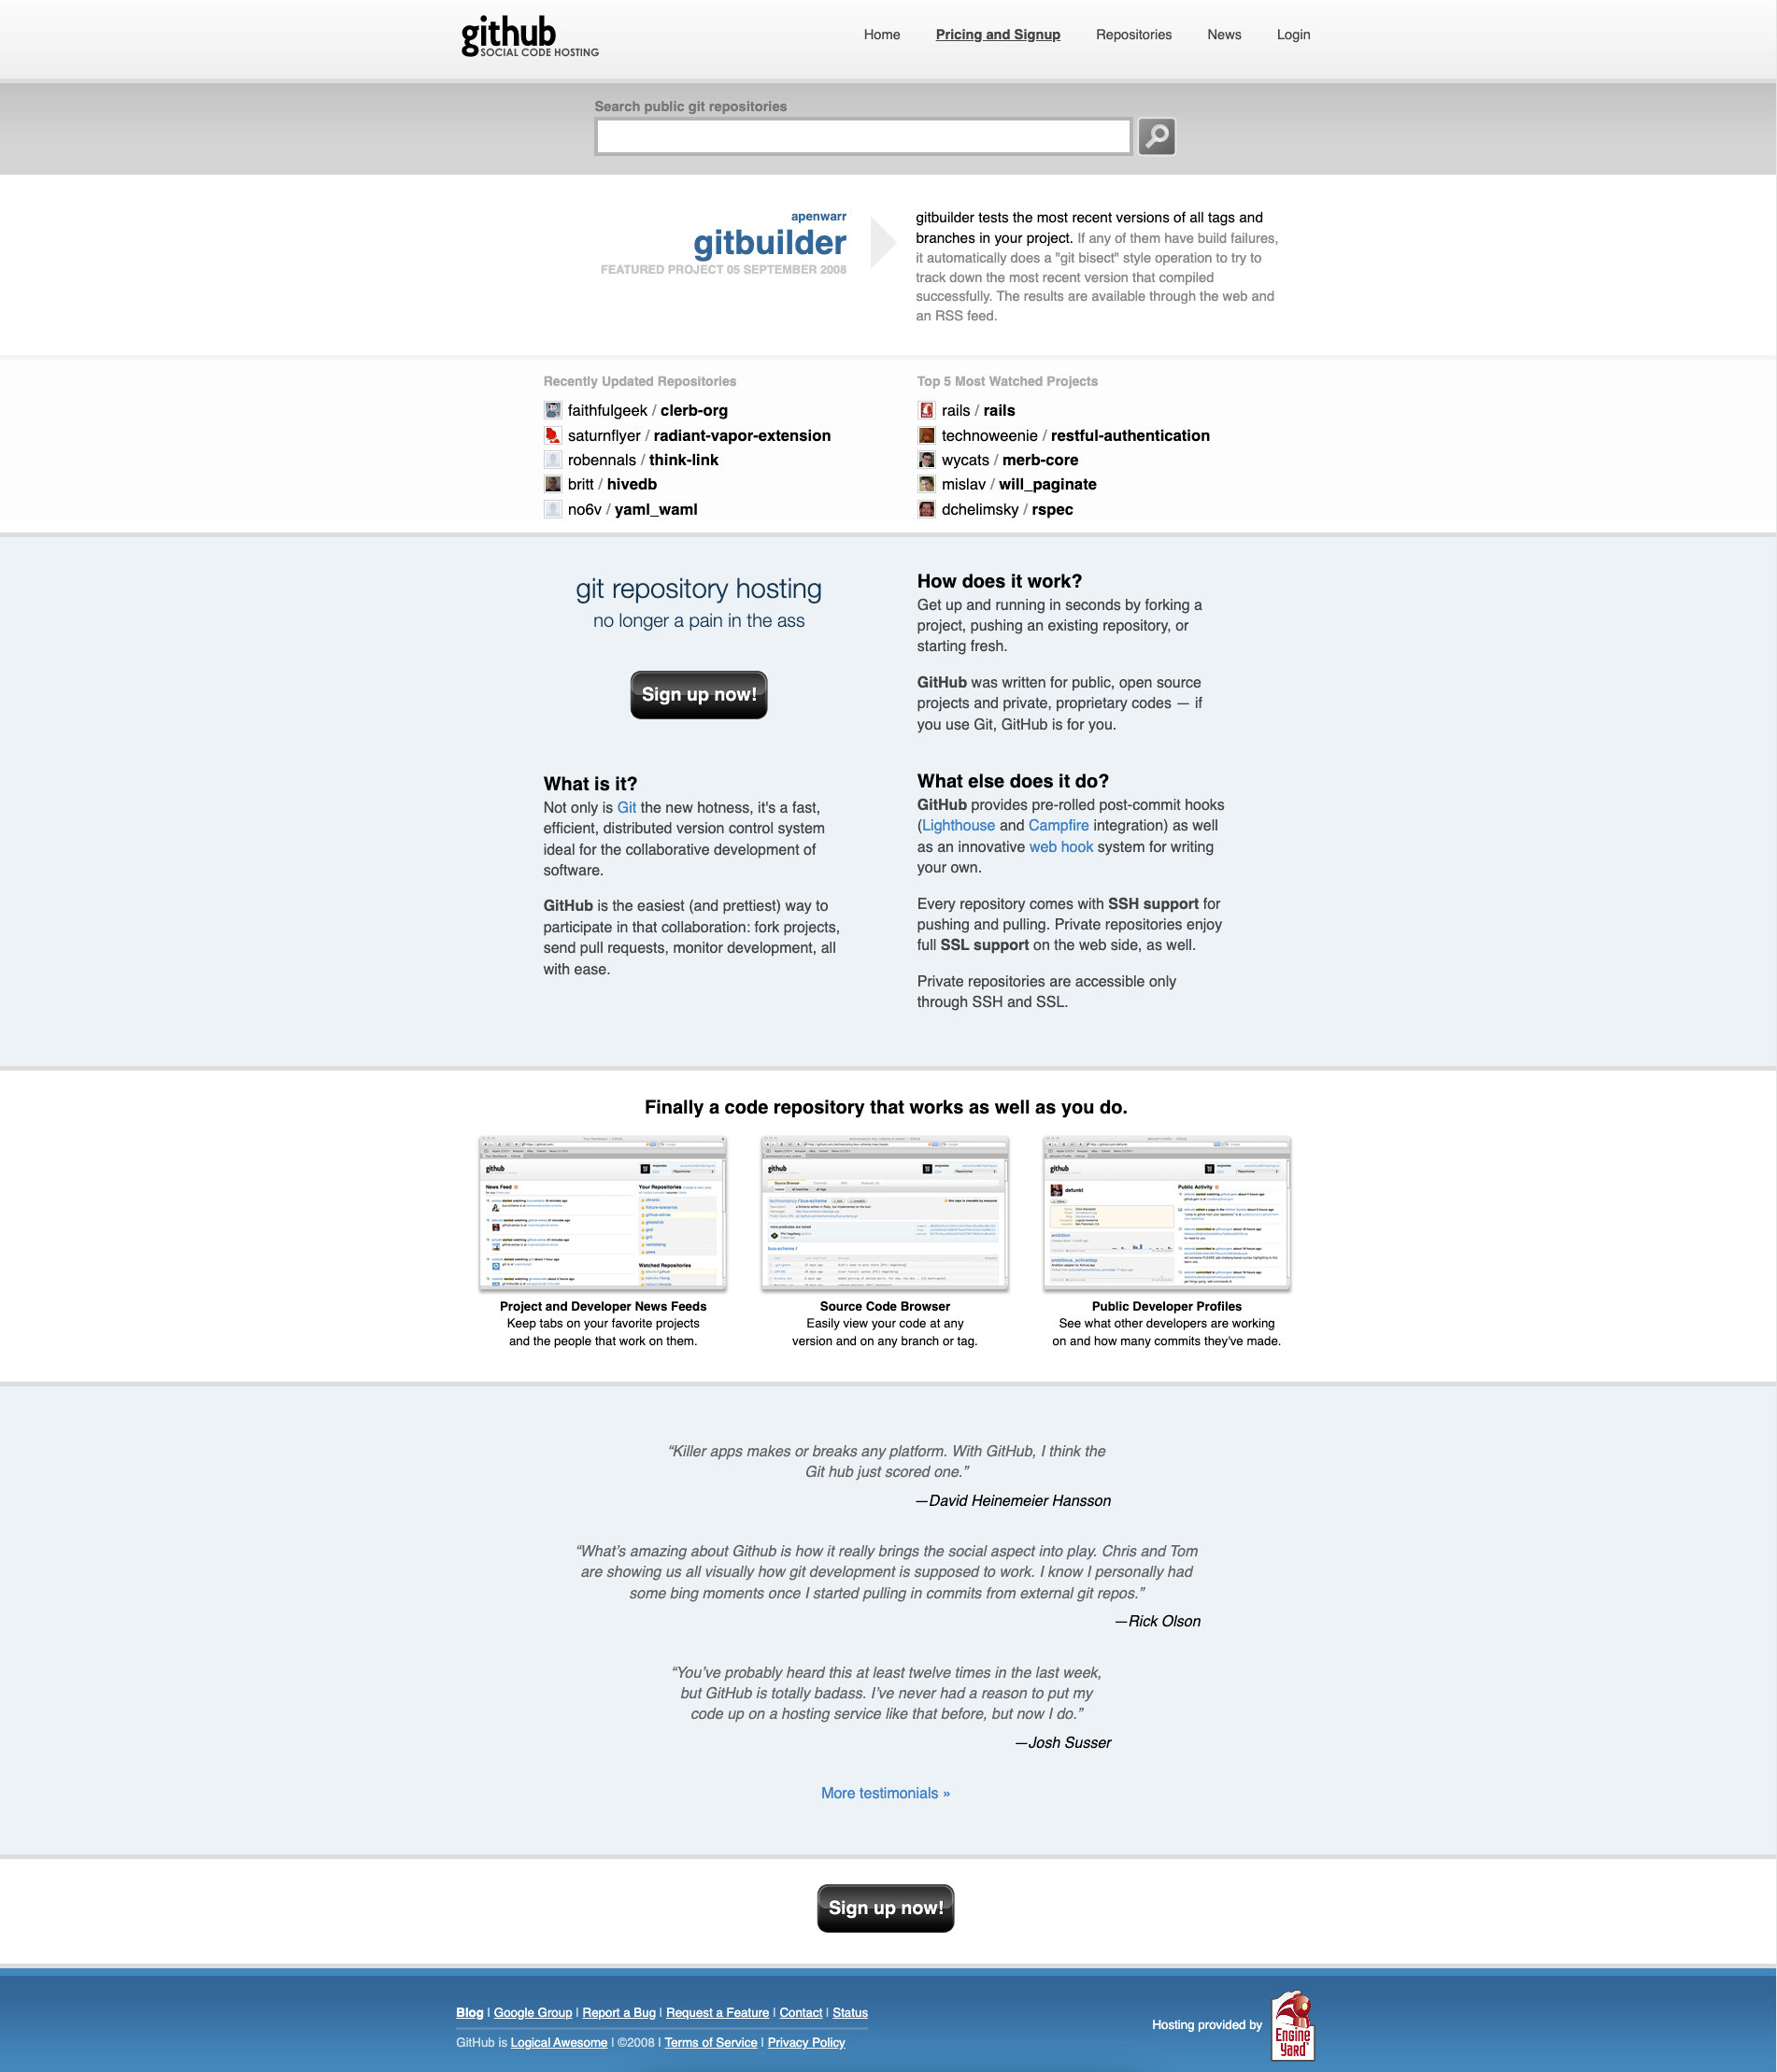 github
SOCIAL CODE HOSTING
Home Pricing and Signup Repositories News Login
Search public git repositories
apenwarr
gitbuilder
FEATURED PROJECT 05 SEPTEMBER 2008
gitbuilder tests the most recent versions of all tags and
branches in your project. If any of them have build failures,
it automatically does a "git bisect" style operation to try to
track down the most recent version that compiled
successfully. The results are available through the web and
an RSS feed.
Recently Updated Repositories
faithfulgeek / clerb-org
saturnflyer / radiant-vapor-extension
robennals / think-link
britt / hivedb
no6v / yaml_waml
Top 5 Most Watched Projects
rails / rails
technoweenie / restful-authentication
wycats / merb-core
mislav / will_paginate
dchelimsky / rspec
git repository hosting
no longer a pain in the ass
Sign up now!
What is it?
Not only is Git the new hotness, it's a fast,
efficient, distributed version control system
ideal for the collaborative development of
software.
GitHub is the easiest (and prettiest) way to
participate in that collaboration: fork projects,
send pull requests, monitor development, all
with ease.
How does it work?
Get up and running in seconds by forking a
project, pushing an existing repository, or
starting fresh.
GitHub was written for public, open source
projects and private, proprietary codes — if
you use Git, GitHub is for you.
What else does it do?
GitHub provides pre-rolled post-commit hooks
(Lighthouse and Campfire integration) as well
as an innovative web hook system for writing
your own.
Every repository comes with SSH support for
pushing and pulling. Private repositories enjoy
full SSL support on the web side, as well.
Private repositories are accessible only
through SSH and SSL.
Finally a code repository that works as well as you do.
github
News Feed
Your Repositories
Watched Repositories
Project and Developer News Feeds
Keep tabs on your favorite projects
and the people that work on them.
github
Source Browser
Source Code Browser
Easily view your code at any
version and on any branch or tag.
github
defunkt
Public Activity
Public Developer Profiles
See what other developers are working
on and how many commits they've made.
“Killer apps makes or breaks any platform. With GitHub, I think the
Git hub just scored one.”
—David Heinemeier Hansson
“What’s amazing about Github is how it really brings the social aspect into play. Chris and Tom
are showing us all visually how git development is supposed to work. I know I personally had
some bing moments once I started pulling in commits from external git repos.”
—Rick Olson
“You’ve probably heard this at least twelve times in the last week,
but GitHub is totally badass. I’ve never had a reason to put my
code up on a hosting service like that before, but now I do.”
—Josh Susser
More testimonials »
Sign up now!
Blog | Google Group | Report a Bug | Request a Feature | Contact | Status
GitHub is Logical Awesome | ©2008 | Terms of Service | Privacy Policy
Hosting provided by
Engine
Yard